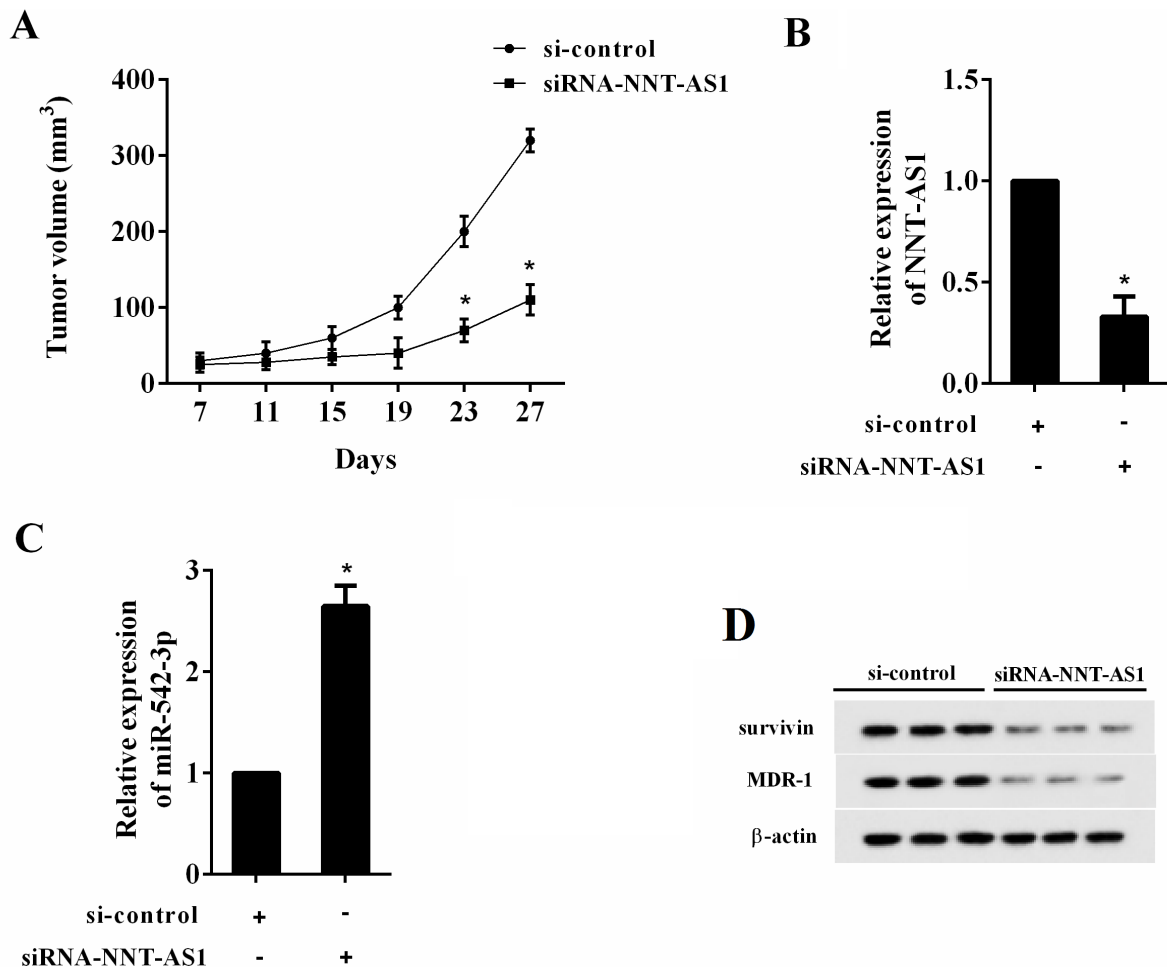 A
si-control
siRNA-NNT-AS1
400
300
200
100
0
Tumor volume (mm³)
*
*
7 11 15 19 23 27
Days
B
1.5
1.0
0.5
0.0
Relative expression
of NNT-AS1
*
si-control + -
siRNA-NNT-AS1 - +
C
3
2
1
0
Relative expression
of miR-542-3p
*
si-control + -
siRNA-NNT-AS1 - +
D
si-control siRNA-NNT-AS1
survivin
MDR-1
β-actin